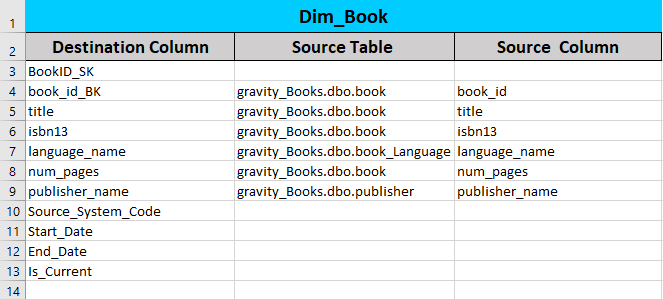 1 Dim_Book
2 Destination Column Source Table Source Column
3 BookID_SK
4 book_id_BK gravity_Books.dbo.book book_id
5 title gravity_Books.dbo.book title
6 isbn13 gravity_Books.dbo.book isbn13
7 language_name gravity_Books.dbo.book_Language language_name
8 num_pages gravity_Books.dbo.book num_pages
9 publisher_name gravity_Books.dbo.publisher publisher_name
10 Source_System_Code
11 Start_Date
12 End_Date
13 Is_Current
14